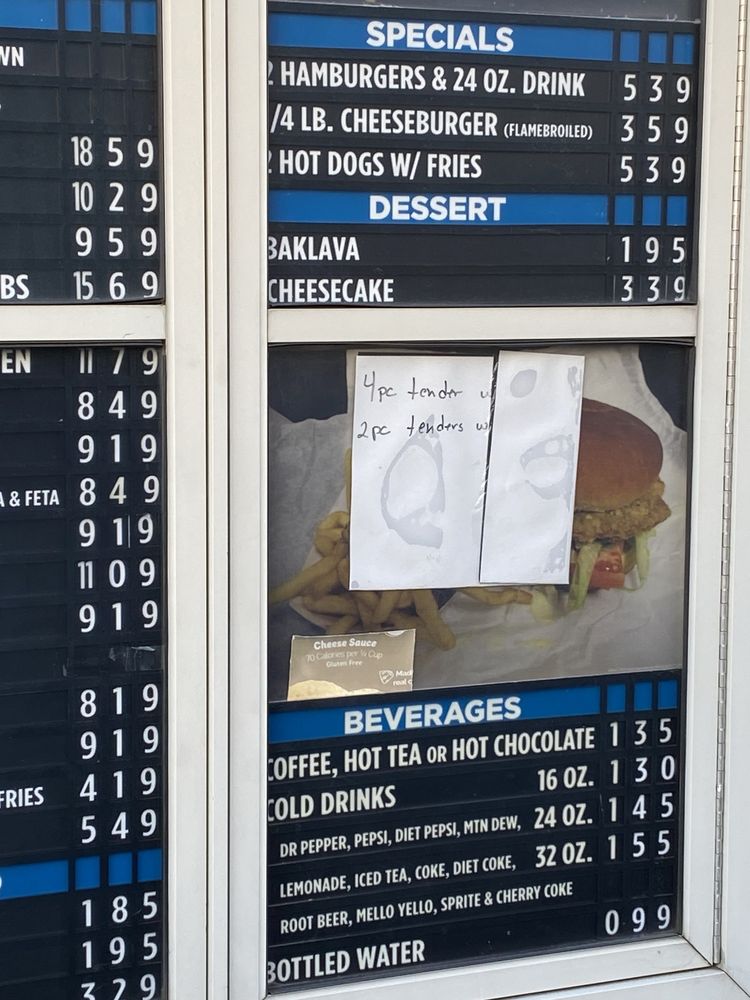 WN
18 5 9
10 2 9
9 5 9
BS 15 6 9
EN 11 7 9
8 4 9
9 1 9
A & FETA 8 4 9
9 1 9
11 0 9
9 1 9
8 1 9
9 1 9
FRIES 4 1 9
5 4 9
1 8 5
1 9 5
3 2 9
SPECIALS
2 HAMBURGERS & 24 OZ. DRINK 5 3 9
/4 LB. CHEESEBURGER (FLAMEBROILED) 3 5 9
2 HOT DOGS W/ FRIES 5 3 9
DESSERT
BAKLAVA 1 9 5
CHEESECAKE 3 3 9
4pc tender w
2pc tenders w
Cheese Sauce
70 Calories per ¼ Cup
Gluten Free
Mad
real c
BEVERAGES
COFFEE, HOT TEA OR HOT CHOCOLATE 1 3 5
COLD DRINKS 16 OZ. 1 3 0
DR PEPPER, PEPSI, DIET PEPSI, MTN DEW, 24 OZ. 1 4 5
LEMONADE, ICED TEA, COKE, DIET COKE, 32 OZ. 1 5 5
ROOT BEER, MELLO YELLO, SPRITE & CHERRY COKE
BOTTLED WATER 0 9 9